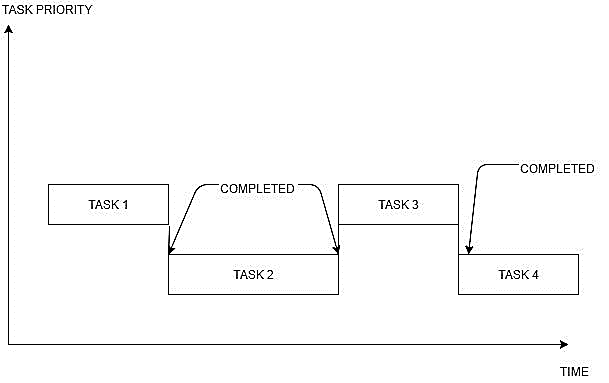 TASK PRIORITY
COMPLETED
TASK 1
COMPLETED
TASK 3
TASK 2
TASK 4
TIME